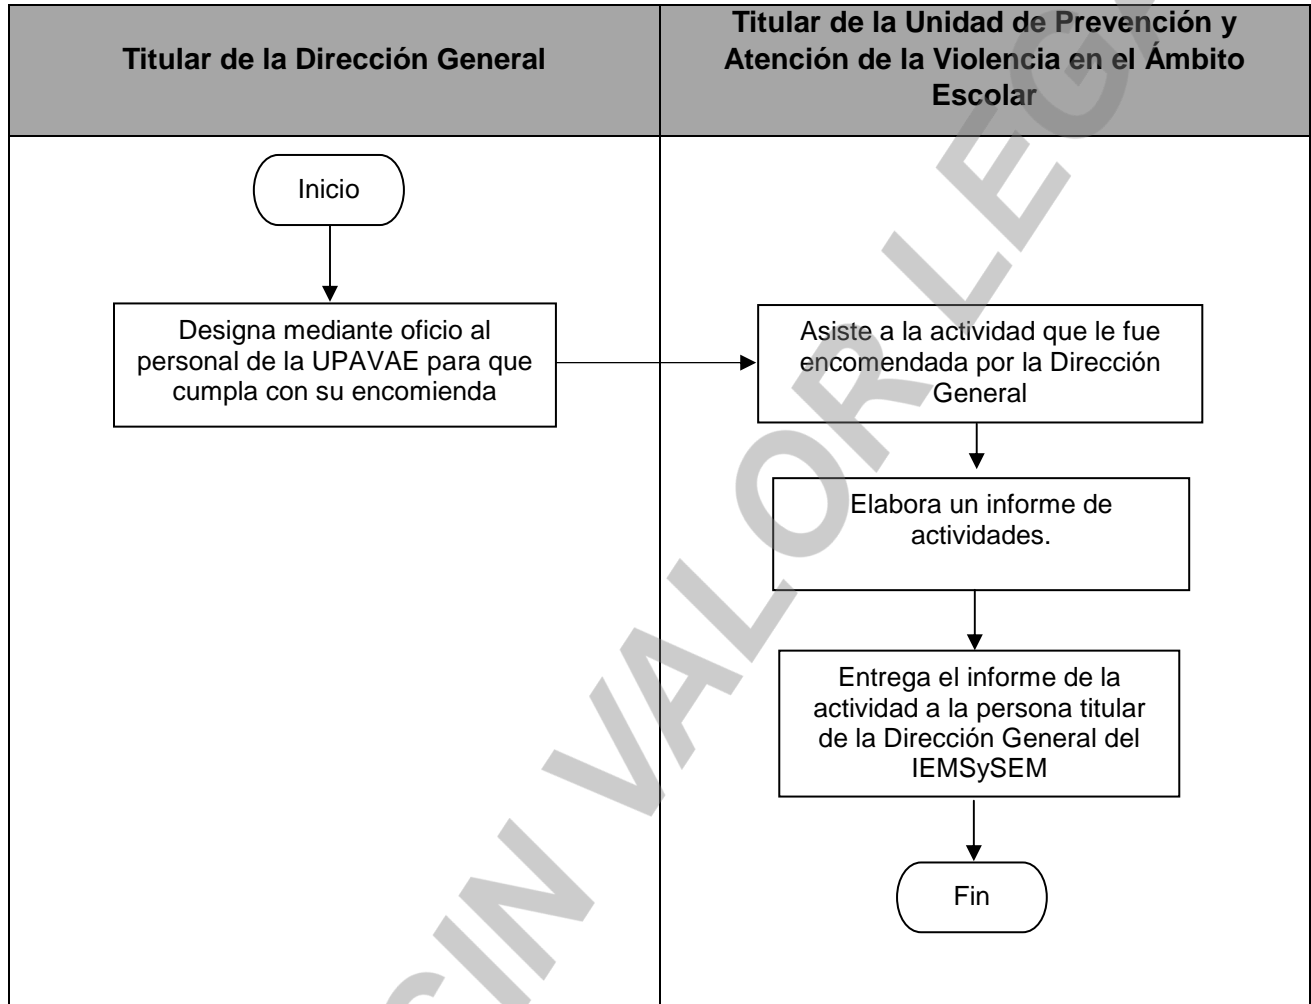 Titular de la Dirección General
Titular de la Unidad de Prevención y
Atención de la Violencia en el Ámbito
Escolar
Inicio
Designa mediante oficio al
personal de la UPAVAE para que
cumpla con su encomienda
Asiste a la actividad que le fue
encomendada por la Dirección
General
Elabora un informe de
actividades.
Entrega el informe de la
actividad a la persona titular
de la Dirección General del
IEMSySEM
Fin
SIN VALOR LEGA